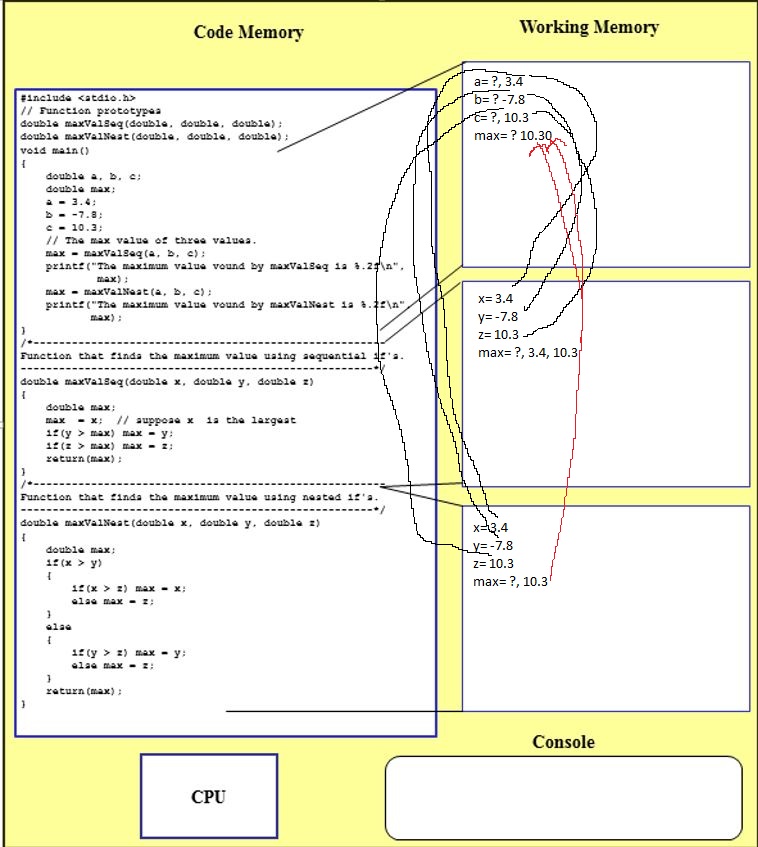 Code Memory
Working Memory
#include <stdio.h>
// Function prototypes
double maxValSeq(double, double, double);
double maxValNest(double, double, double);
void main()
{
double a, b, c;
double max;
a = 3.4;
b = -7.8;
c = 10.3;
// The max value of three values.
max = maxValSeq(a, b, c);
printf("The maximum value vound by maxValSeq is %.2f\n",
max);
max = maxValNest(a, b, c);
printf("The maximum value vound by maxValNest is %.2f\n",
max);
}
/*------------------------------------------------------
Function that finds the maximum value using sequential if's.
------------------------------------------------------*/
double maxValSeq(double x, double y, double z)
{
double max;
max = x; // suppose x is the largest
if(y > max) max = y;
if(z > max) max = z;
return(max);
}
/*------------------------------------------------------
Function that finds the maximum value using nested if's.
------------------------------------------------------*/
double maxValNest(double x, double y, double z)
{
double max;
if(x > y)
{
if(x > z) max = x;
else max = z;
}
else
{
if(y > z) max = y;
else max = z;
}
return(max);
}
a= ?, 3.4
b= ? -7.8
c= ?, 10.3
max= ? 10.30
x= 3.4
y= -7.8
z= 10.3
max= ?, 3.4, 10.3
x= 3.4
y= -7.8
z= 10.3
max= ?, 10.3
CPU
Console